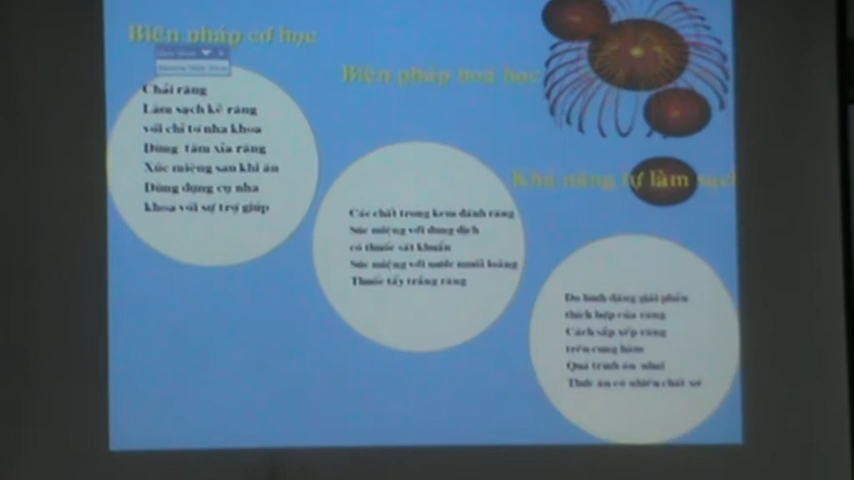 Biện pháp cơ học
Chải răng
Làm sạch kẽ răng
với chỉ tơ nha khoa
Dùng tăm xỉa răng
Xúc miệng sau khi ăn
Dùng dụng cụ nha
khoa với sự trợ giúp
Biện pháp hoá học
Các chất trong kem đánh răng
Súc miệng với dung dịch
có thuốc sát khuẩn
Súc miệng với nước muối loãng
Thuốc tẩy trắng răng
Khả năng tự làm sạch
Do hình dáng giải phẫu
thích hợp của răng
Cách sắp xếp răng
trên cung hàm
Quá trình ăn nhai
Thức ăn có nhiều chất xơ